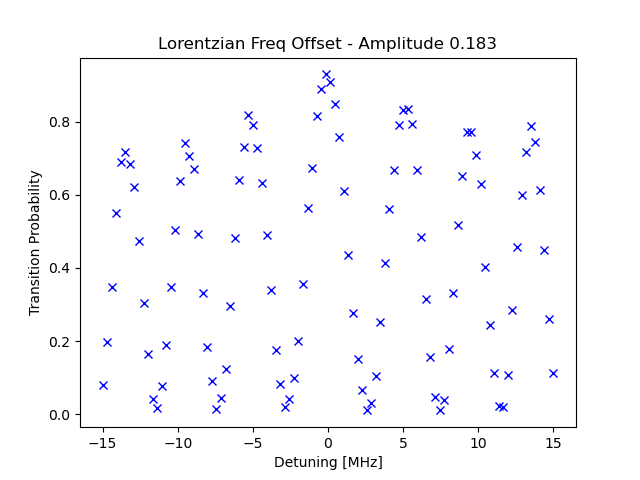 Lorentzian Freq Offset - Amplitude 0.183
Transition Probability
0.8
0.6
0.4
0.2
0.0
−15 −10 −5 0 5 10 15
Detuning [MHz]